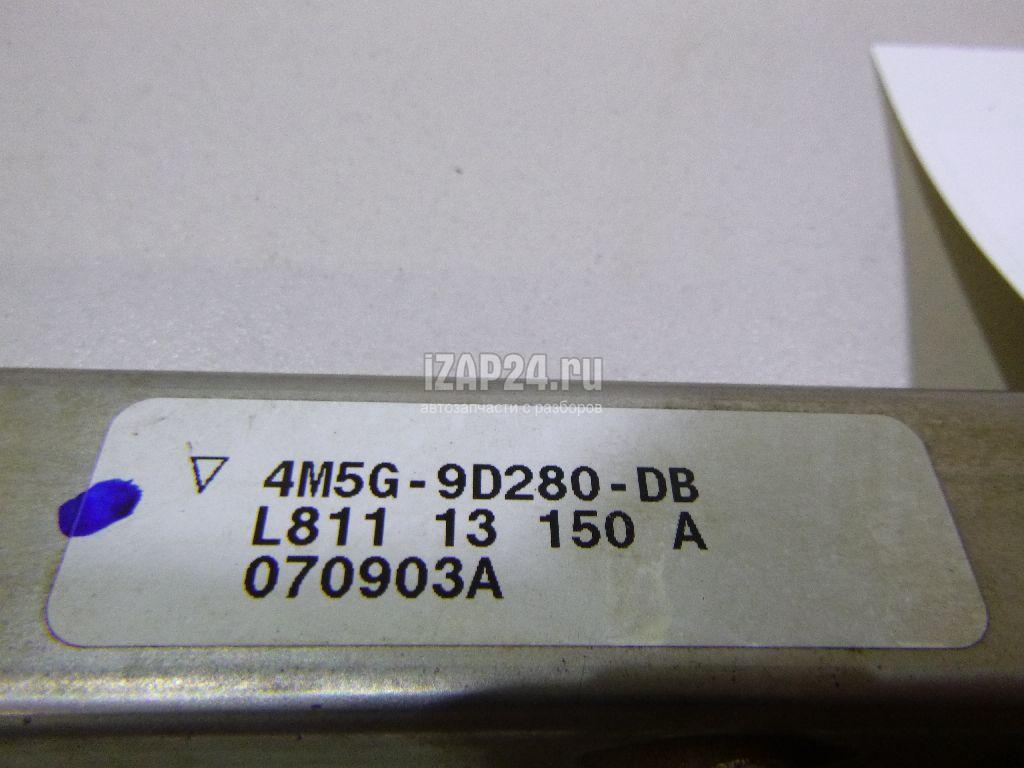 iZAP24.ru
автозапчасти с разборов
4M5G-9D280-DB
L811 13 150 A
070903A